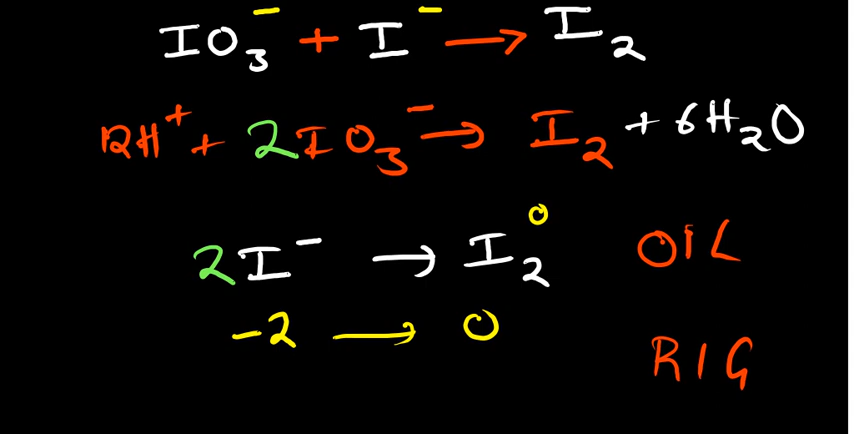 IO₃⁻ + I⁻ → I₂
12H⁺ + 2IO₃⁻ → I₂ + 6H₂O
2I⁻ → I₂⁰ OIL
-2 → 0
RIG